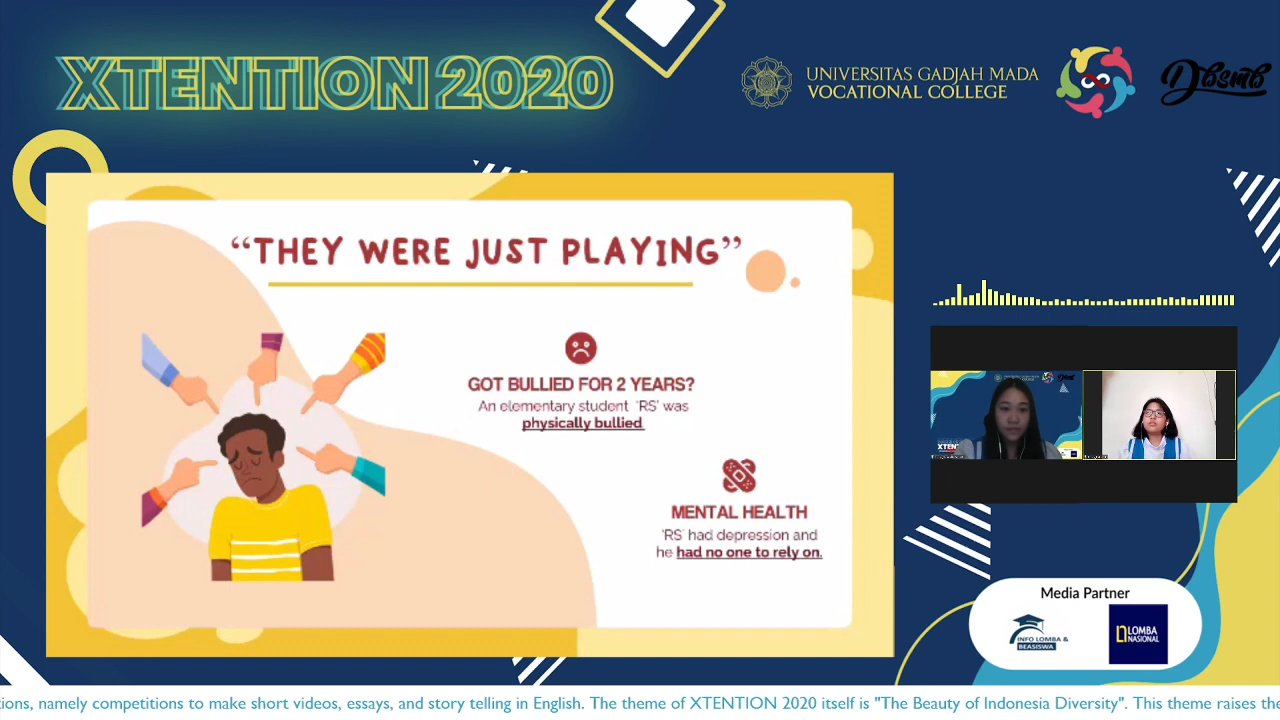 XTENTION 2020
UNIVERSITAS GADJAH MADA
VOCATIONAL COLLEGE
Dbsmb
“THEY WERE JUST PLAYING”
GOT BULLIED FOR 2 YEARS?
An elementary student ‘RS’ was
physically bullied
MENTAL HEALTH
‘RS’ had depression and
he had no one to rely on.
Media Partner
INFO LOMBA &
BEASISWA
LOMBA
NASIONAL
tions, namely competitions to make short videos, essays, and story telling in English. The theme of XTENTION 2020 itself is "The Beauty of Indonesia Diversity". This theme raises the